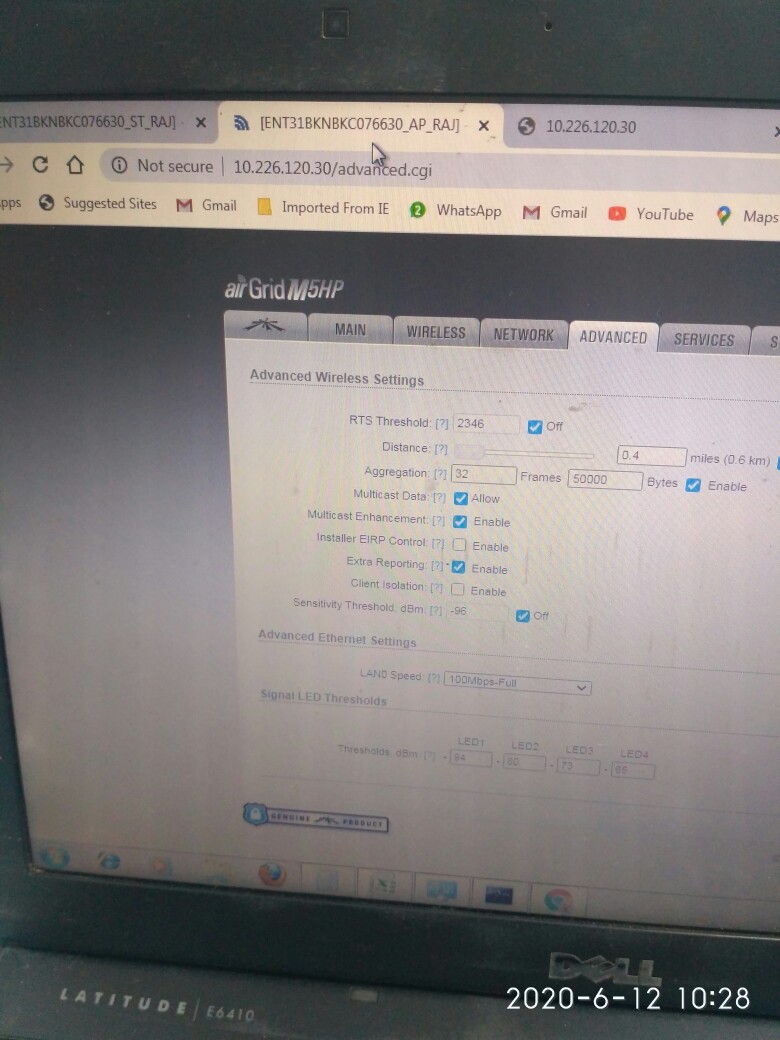 ENT31BKNBKC076630_ST_RAJ] × [ENT31BKNBKC076630_AP_RAJ] × 10.226.120.30
Not secure | 10.226.120.30/advanced.cgi
pps Suggested Sites Gmail Imported From IE 2 WhatsApp Gmail YouTube Maps
airGrid M5HP
MAIN WIRELESS NETWORK ADVANCED SERVICES S
Advanced Wireless Settings
RTS Threshold: [?] 2346 Off
Distance: [?] 0.4 miles (0.6 km)
Aggregation: [?] 32 Frames 50000 Bytes Enable
Multicast Data: [?] Allow
Multicast Enhancement: [?] Enable
Installer EIRP Control: [?] Enable
Extra Reporting: [?] Enable
Client Isolation: [?] Enable
Sensitivity Threshold, dBm: [?] -96 Off
Advanced Ethernet Settings
LAN0 Speed: [?] 100Mbps-Full
Signal LED Thresholds
LED1 LED2 LED3 LED4
Thresholds, dBm: [?] - 94 - 80 - 73 - 65
GENUINE PRODUCT
DELL
LATITUDE | E6410
2020-6-12 10:28